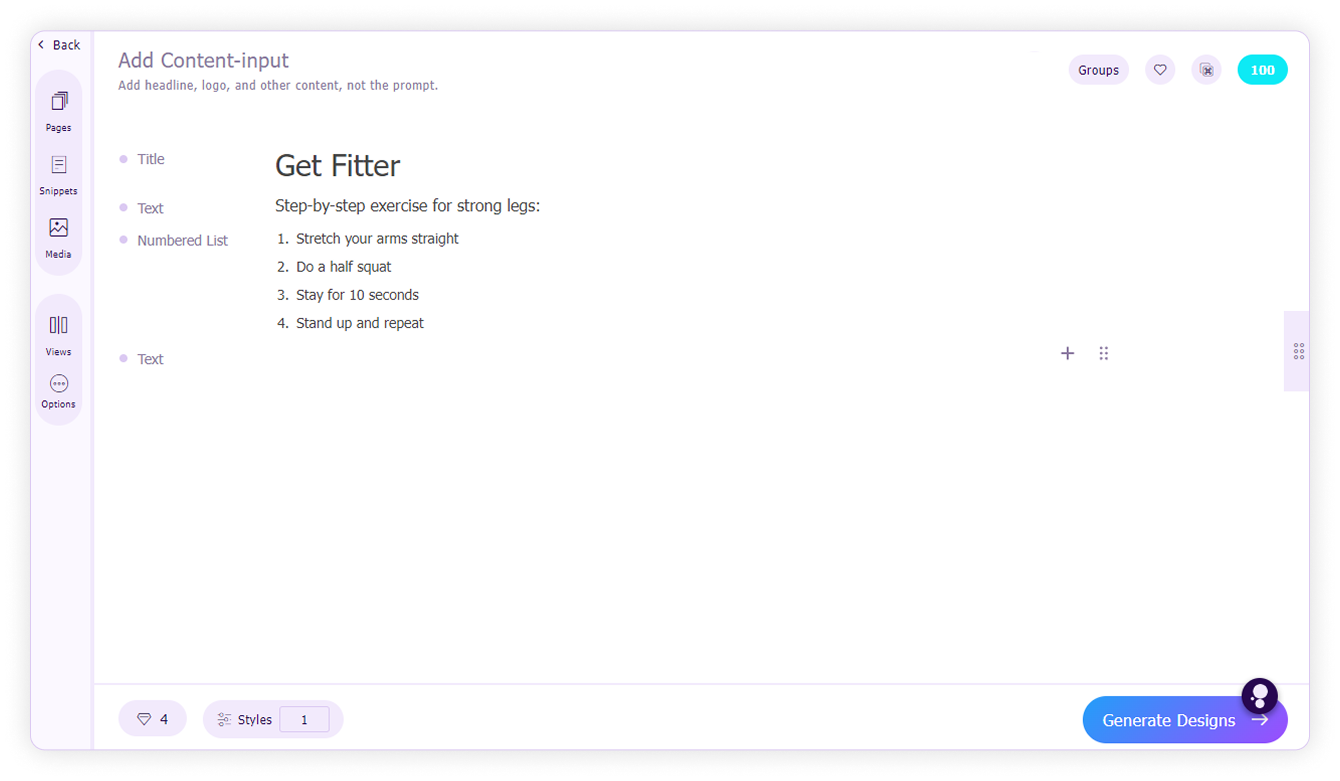 Back
Add Content-input
Add headline, logo, and other content, not the prompt.
Groups
100
Pages
Snippets
Media
Views
Options
Title
Get Fitter
Text
Step-by-step exercise for strong legs:
Numbered List
1. Stretch your arms straight
2. Do a half squat
3. Stay for 10 seconds
4. Stand up and repeat
Text
4
Styles 1
Generate Designs